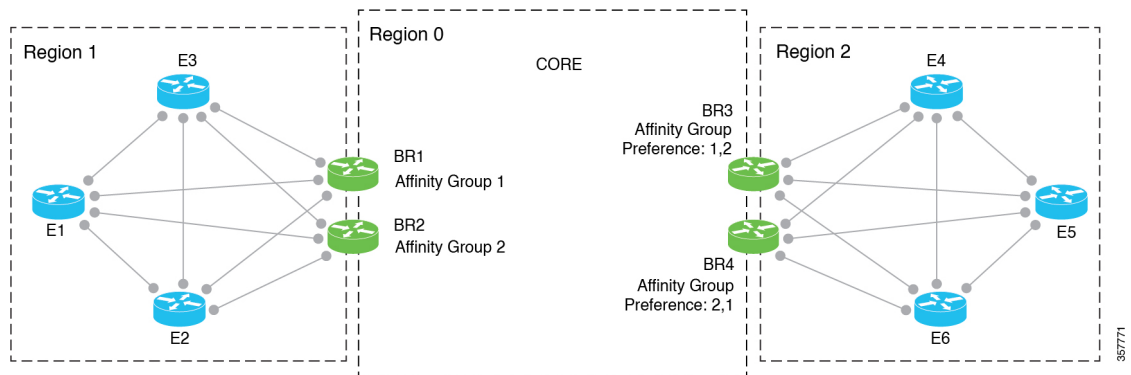 Region 1
Region 0
Region 2
CORE
E3
E4
BR3
Affinity Group
Preference: 1,2
BR1
Affinity Group 1
E1
BR2
Affinity Group 2
E5
BR4
Affinity Group
Preference: 2,1
E2
E6
357771